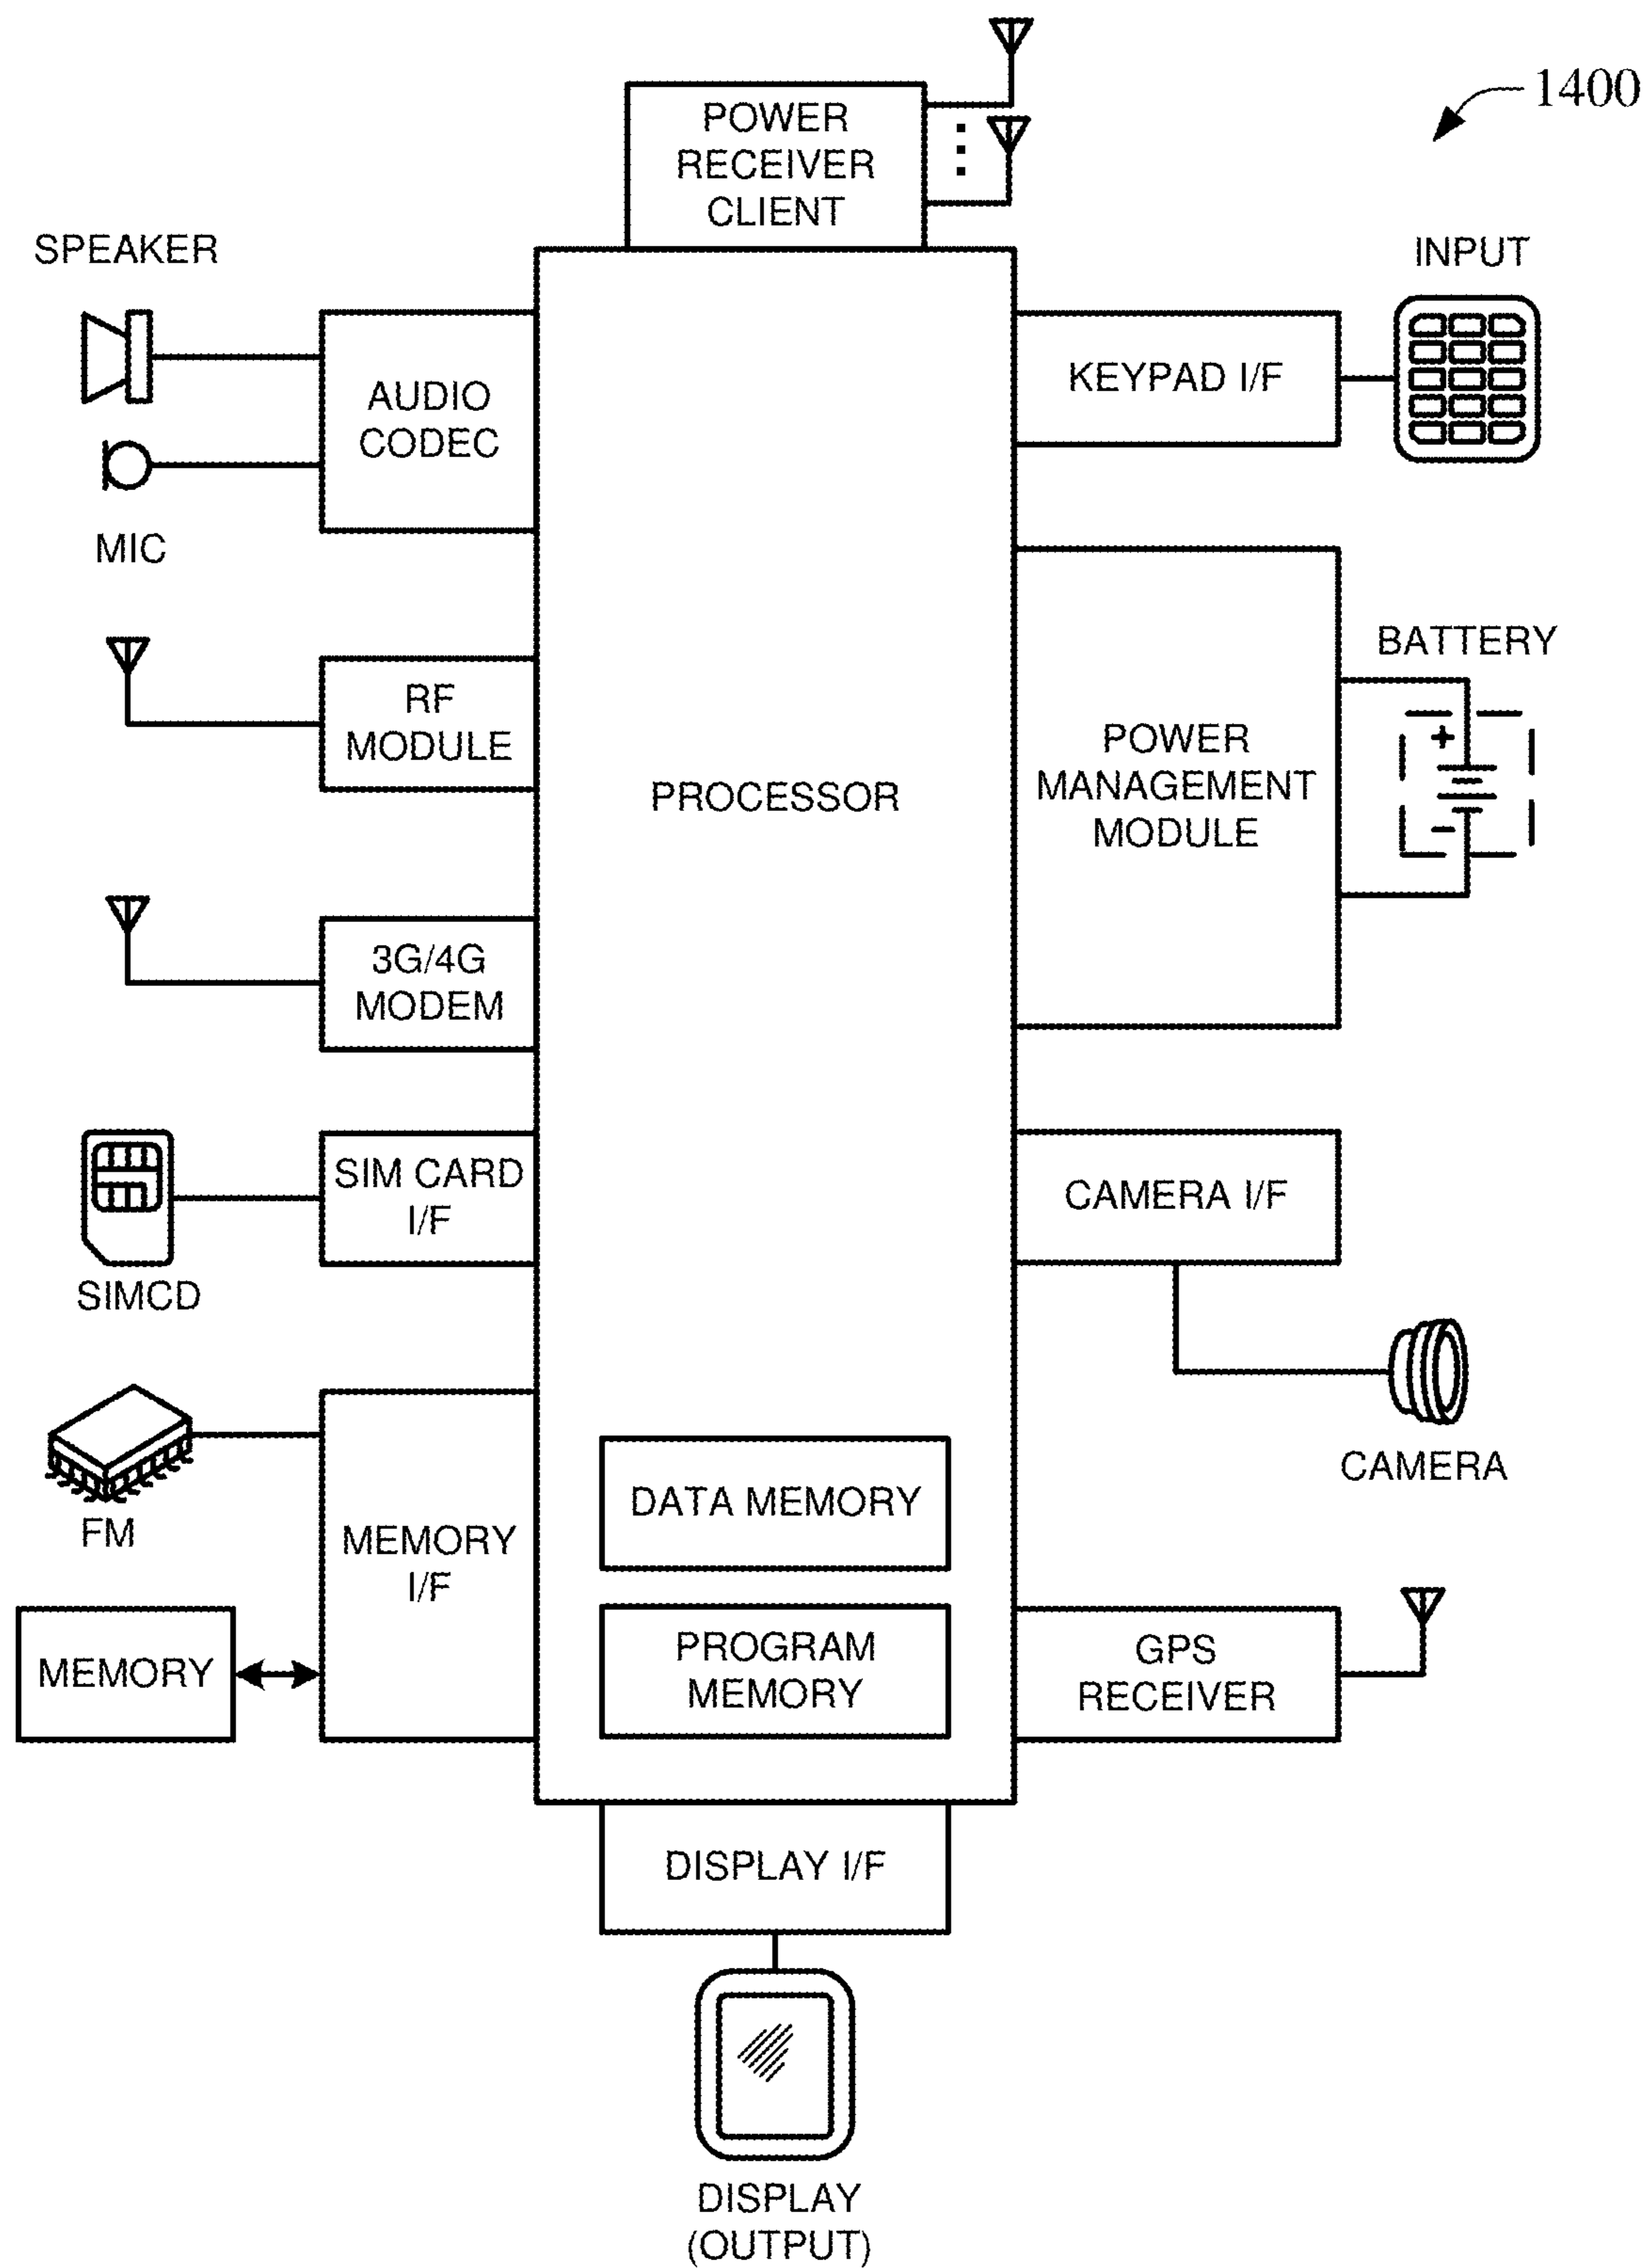 1400
POWER
RECEIVER
CLIENT
SPEAKER
INPUT
AUDIO
CODEC
KEYPAD I/F
MIC
BATTERY
RF
MODULE
PROCESSOR
POWER
MANAGEMENT
MODULE
+
-
3G/4G
MODEM
SIM CARD
I/F
CAMERA I/F
SIMCD
CAMERA
FM
MEMORY
I/F
DATA MEMORY
MEMORY
PROGRAM
MEMORY
GPS
RECEIVER
DISPLAY I/F
DISPLAY
(OUTPUT)